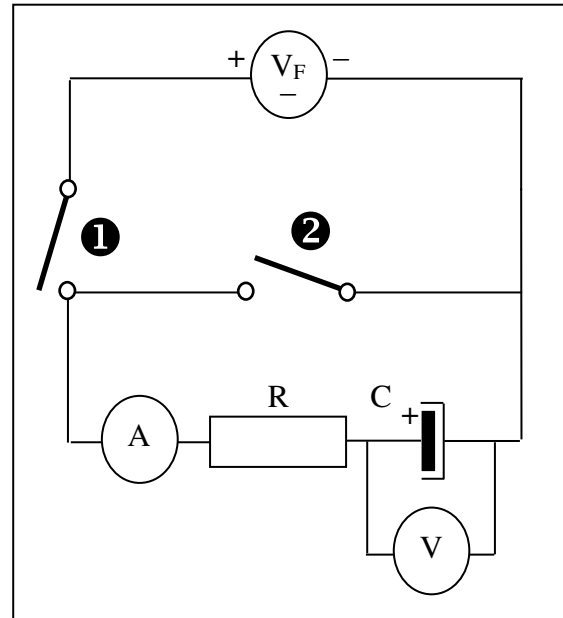 + V_F –
–
❶
❷
R
C
+
A
V